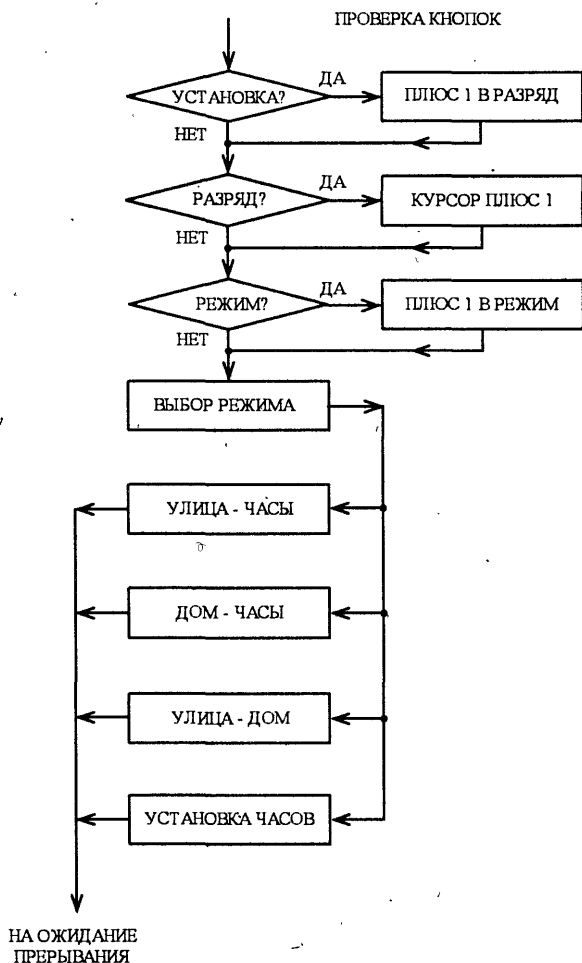 ПРОВЕРКА КНОПОК
УСТАНОВКА?
ДА
ПЛЮС 1 В РАЗРЯД
НЕТ
РАЗРЯД?
ДА
КУРСОР ПЛЮС 1
НЕТ
РЕЖИМ?
ДА
ПЛЮС 1 В РЕЖИМ
НЕТ
ВЫБОР РЕЖИМА
УЛИЦА - ЧАСЫ
ДОМ - ЧАСЫ
УЛИЦА - ДОМ
УСТАНОВКА ЧАСОВ
НА ОЖИДАНИЕ
ПРЕРЫВАНИЯ